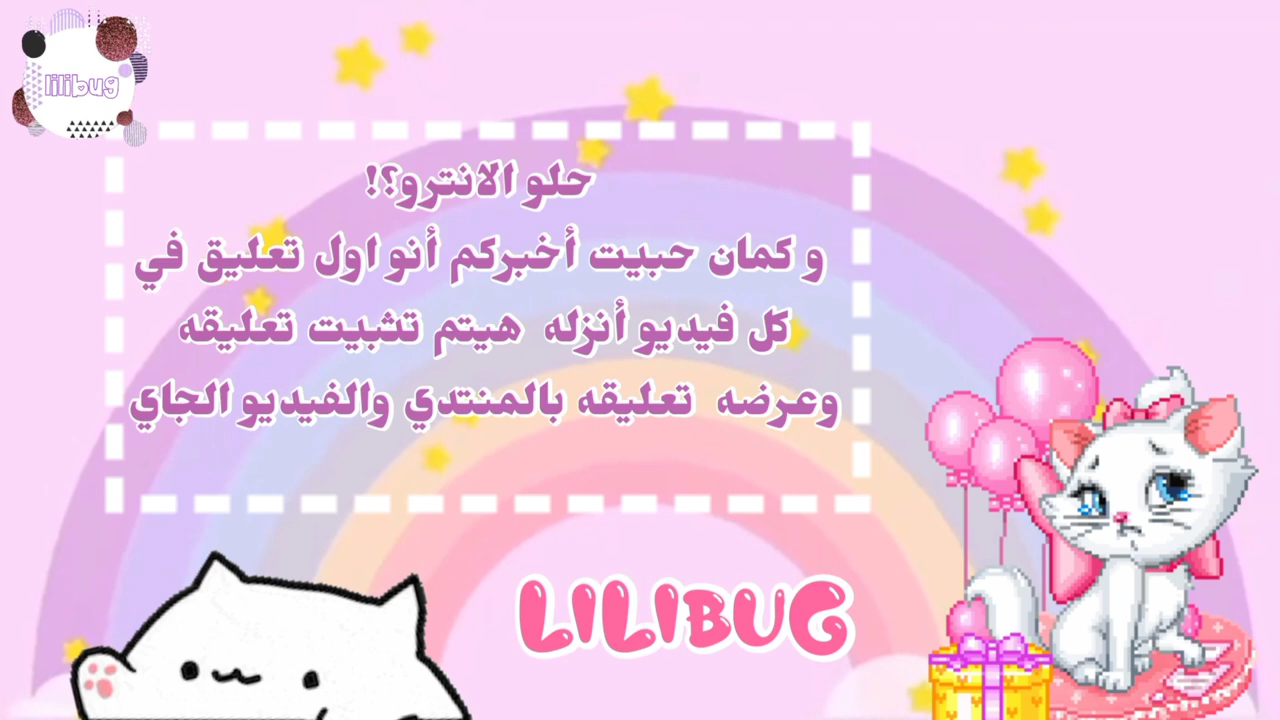 lilibug
حلو الانترو؟!
و كمان حبيت أخبركم أنو اول تعليق في
كل فيديو أنزله هيتم تثبيت تعليقه
وعرضه تعليقه بالمنتدي والفيديو الجاي
LILIBUG